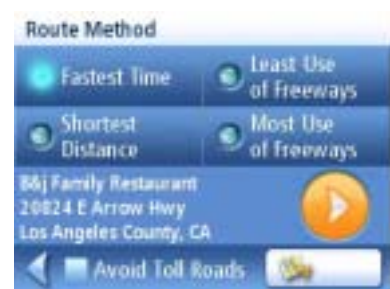 Route Method
Fastest Time
Least Use
of Freeways
Shortest
Distance
Most Use
of Freeways
B&j Family Restaurant
20824 E Arrow Hwy
Los Angeles County, CA
Avoid Toll Roads